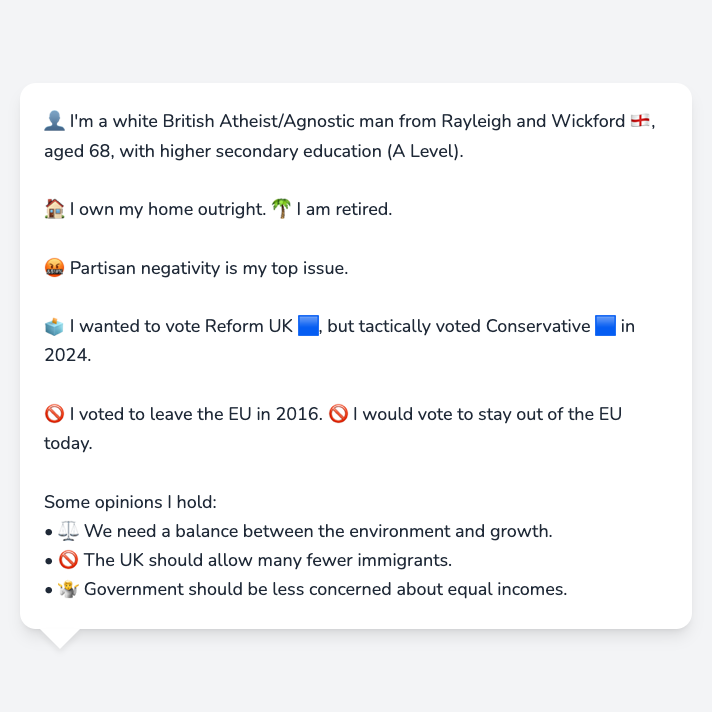 👤 I'm a white British Atheist/Agnostic man from Rayleigh and Wickford 🏴󠁧󠁢󠁥󠁮󠁧󠁿,
aged 68, with higher secondary education (A Level).
🏠 I own my home outright. 🌴 I am retired.
🤬 Partisan negativity is my top issue.
🗳️ I wanted to vote Reform UK 🟦, but tactically voted Conservative 🟦 in
2024.
🚫 I voted to leave the EU in 2016. 🚫 I would vote to stay out of the EU
today.
Some opinions I hold:
• ⚖️ We need a balance between the environment and growth.
• 🚫 The UK should allow many fewer immigrants.
• 🤷 Government should be less concerned about equal incomes.